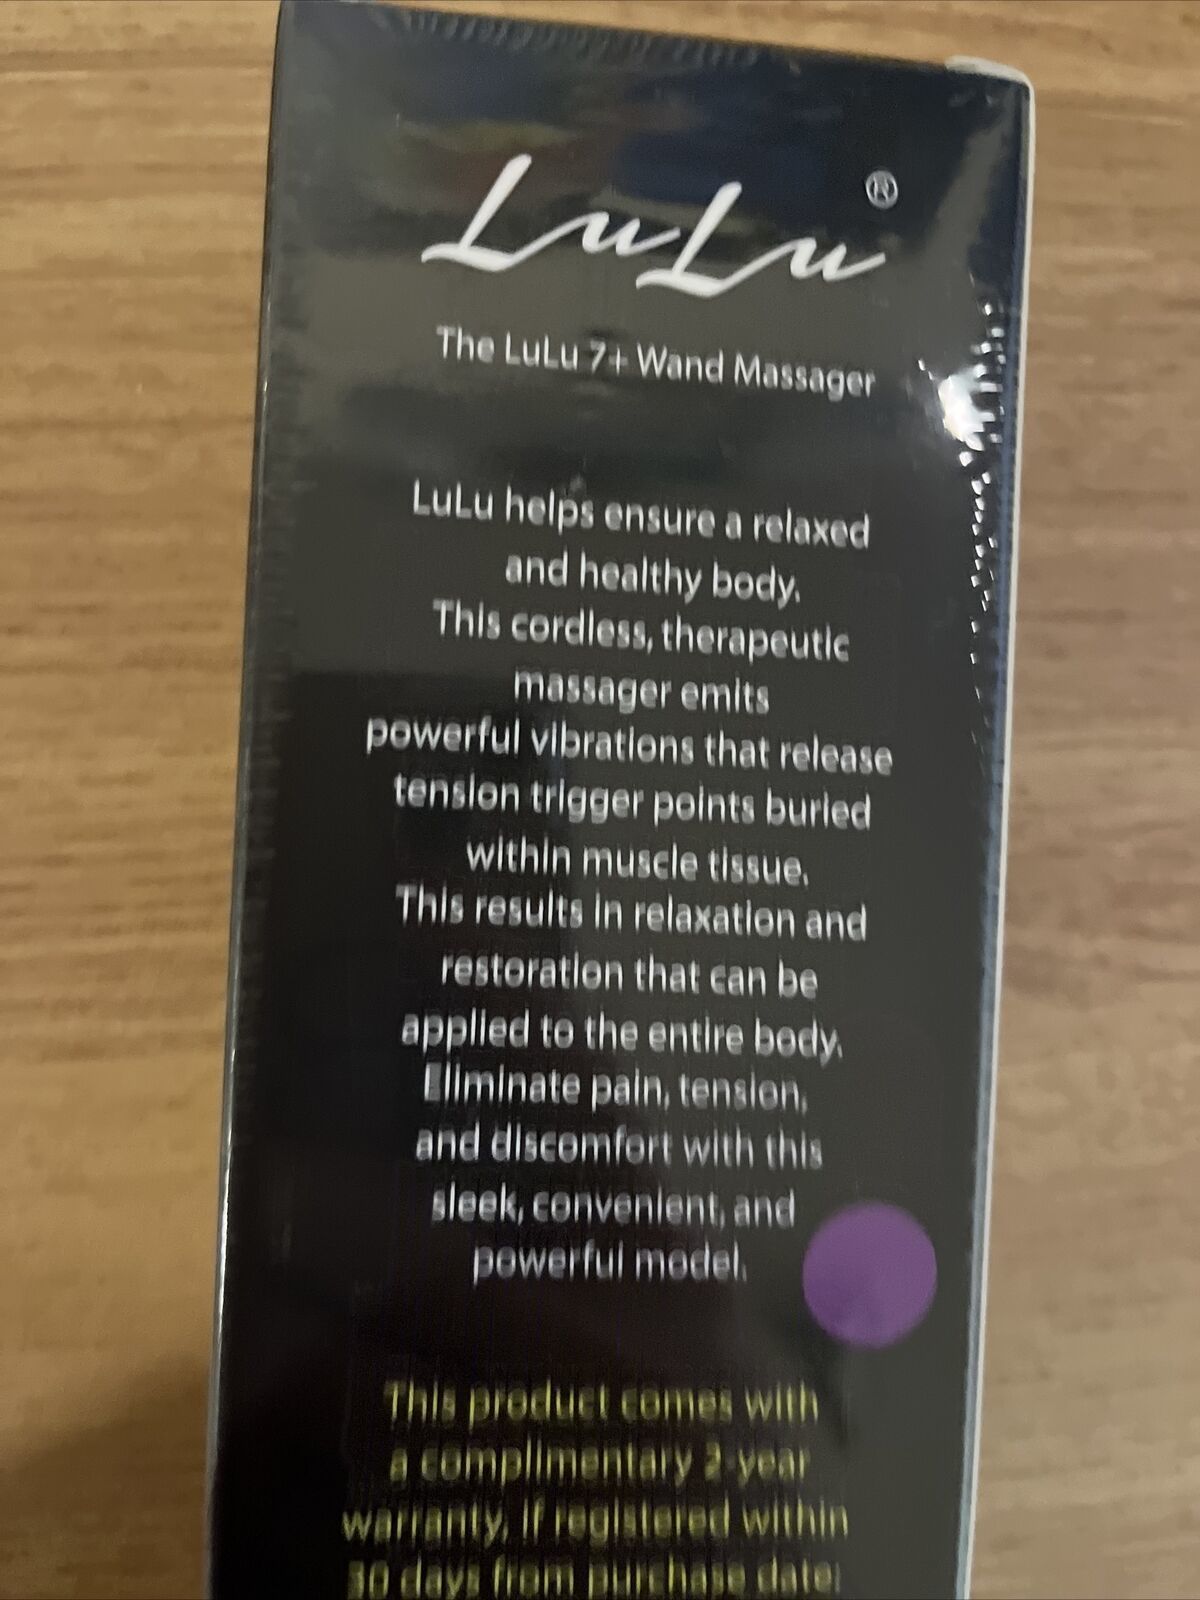 LuLu®
The LuLu 7+ Wand Massager
LuLu helps ensure a relaxed
and healthy body.
This cordless, therapeutic
massager emits
powerful vibrations that release
tension trigger points buried
within muscle tissue.
This results in relaxation and
restoration that can be
applied to the entire body.
Eliminate pain, tension,
and discomfort with this
sleek, convenient, and
powerful model.
This product comes with
a complimentary 2-year
warranty, if registered within
30 days from purchase date: